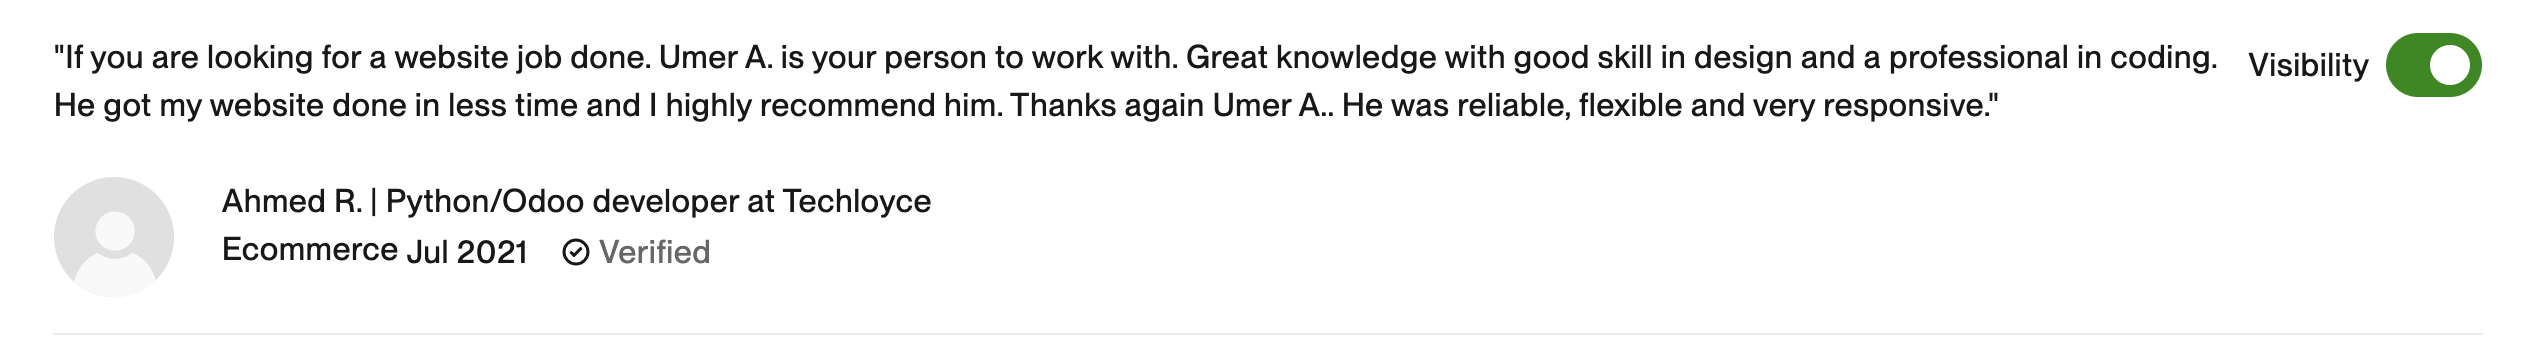 "If you are looking for a website job done. Umer A. is your person to work with. Great knowledge with good skill in design and a professional in coding.
He got my website done in less time and I highly recommend him. Thanks again Umer A.. He was reliable, flexible and very responsive."
Visibility
Ahmed R. | Python/Odoo developer at Techloyce
Ecommerce Jul 2021 Verified